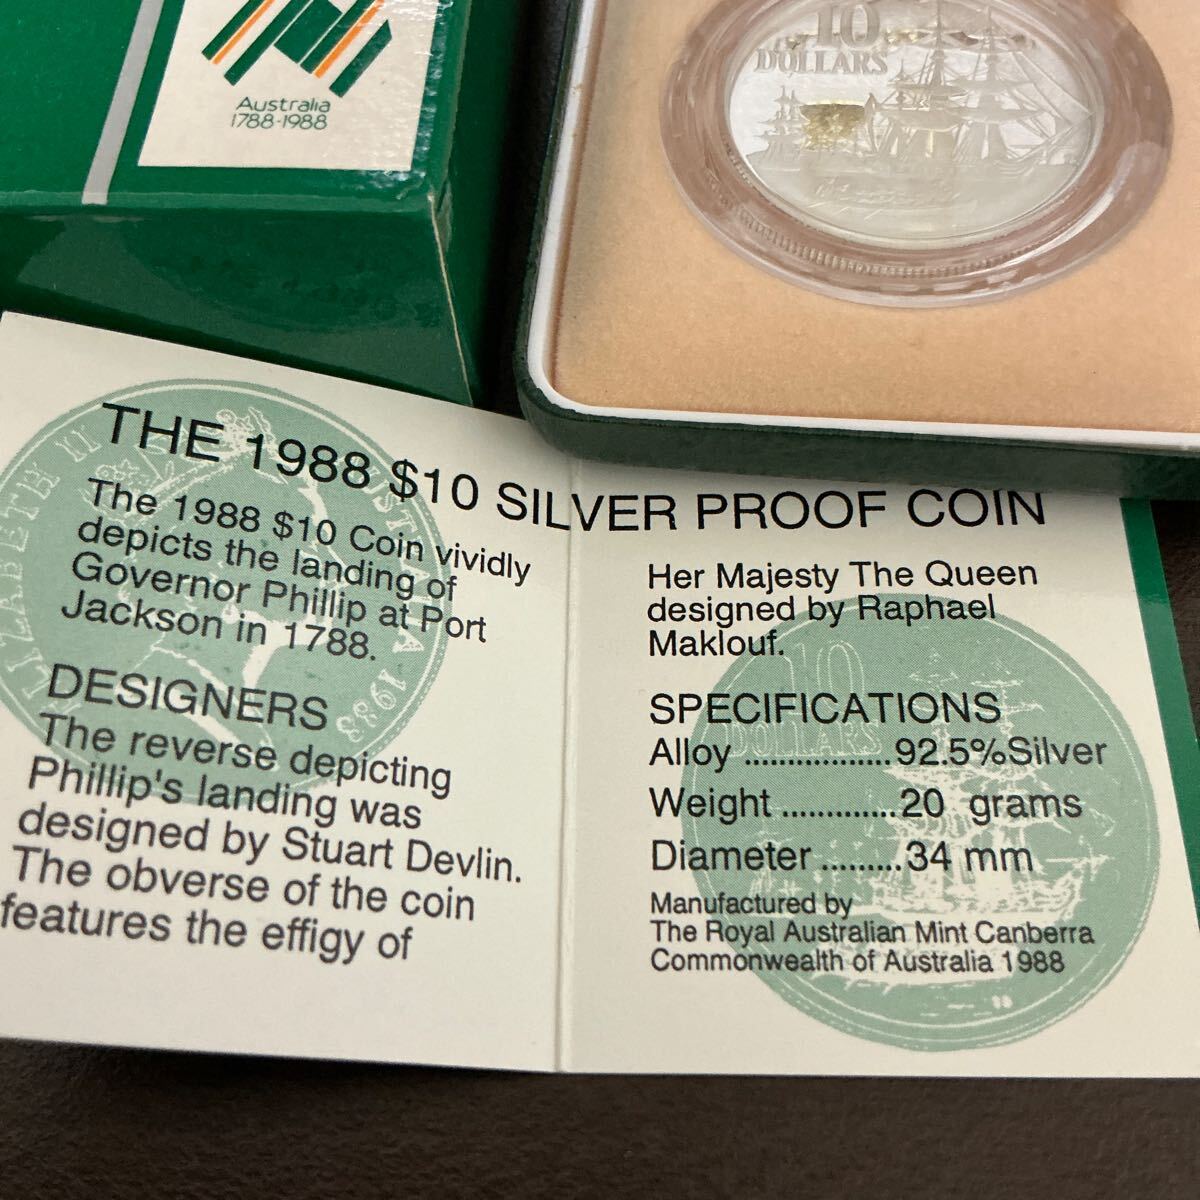 Australia
1788-1988
10
DOLLARS
THE 1988 $10 SILVER PROOF COIN
The 1988 $10 Coin vividly
depicts the landing of
Governor Phillip at Port
Jackson in 1788.
DESIGNERS
The reverse depicting
Phillip's landing was
designed by Stuart Devlin.
The obverse of the coin
features the effigy of
Her Majesty The Queen
designed by Raphael
Maklouf.
SPECIFICATIONS
Alloy .................92.5%Silver
Weight .............20 grams
Diameter .........34 mm
Manufactured by
The Royal Australian Mint Canberra
Commonwealth of Australia 1988
ELIZABETH II
10
DOLLARS